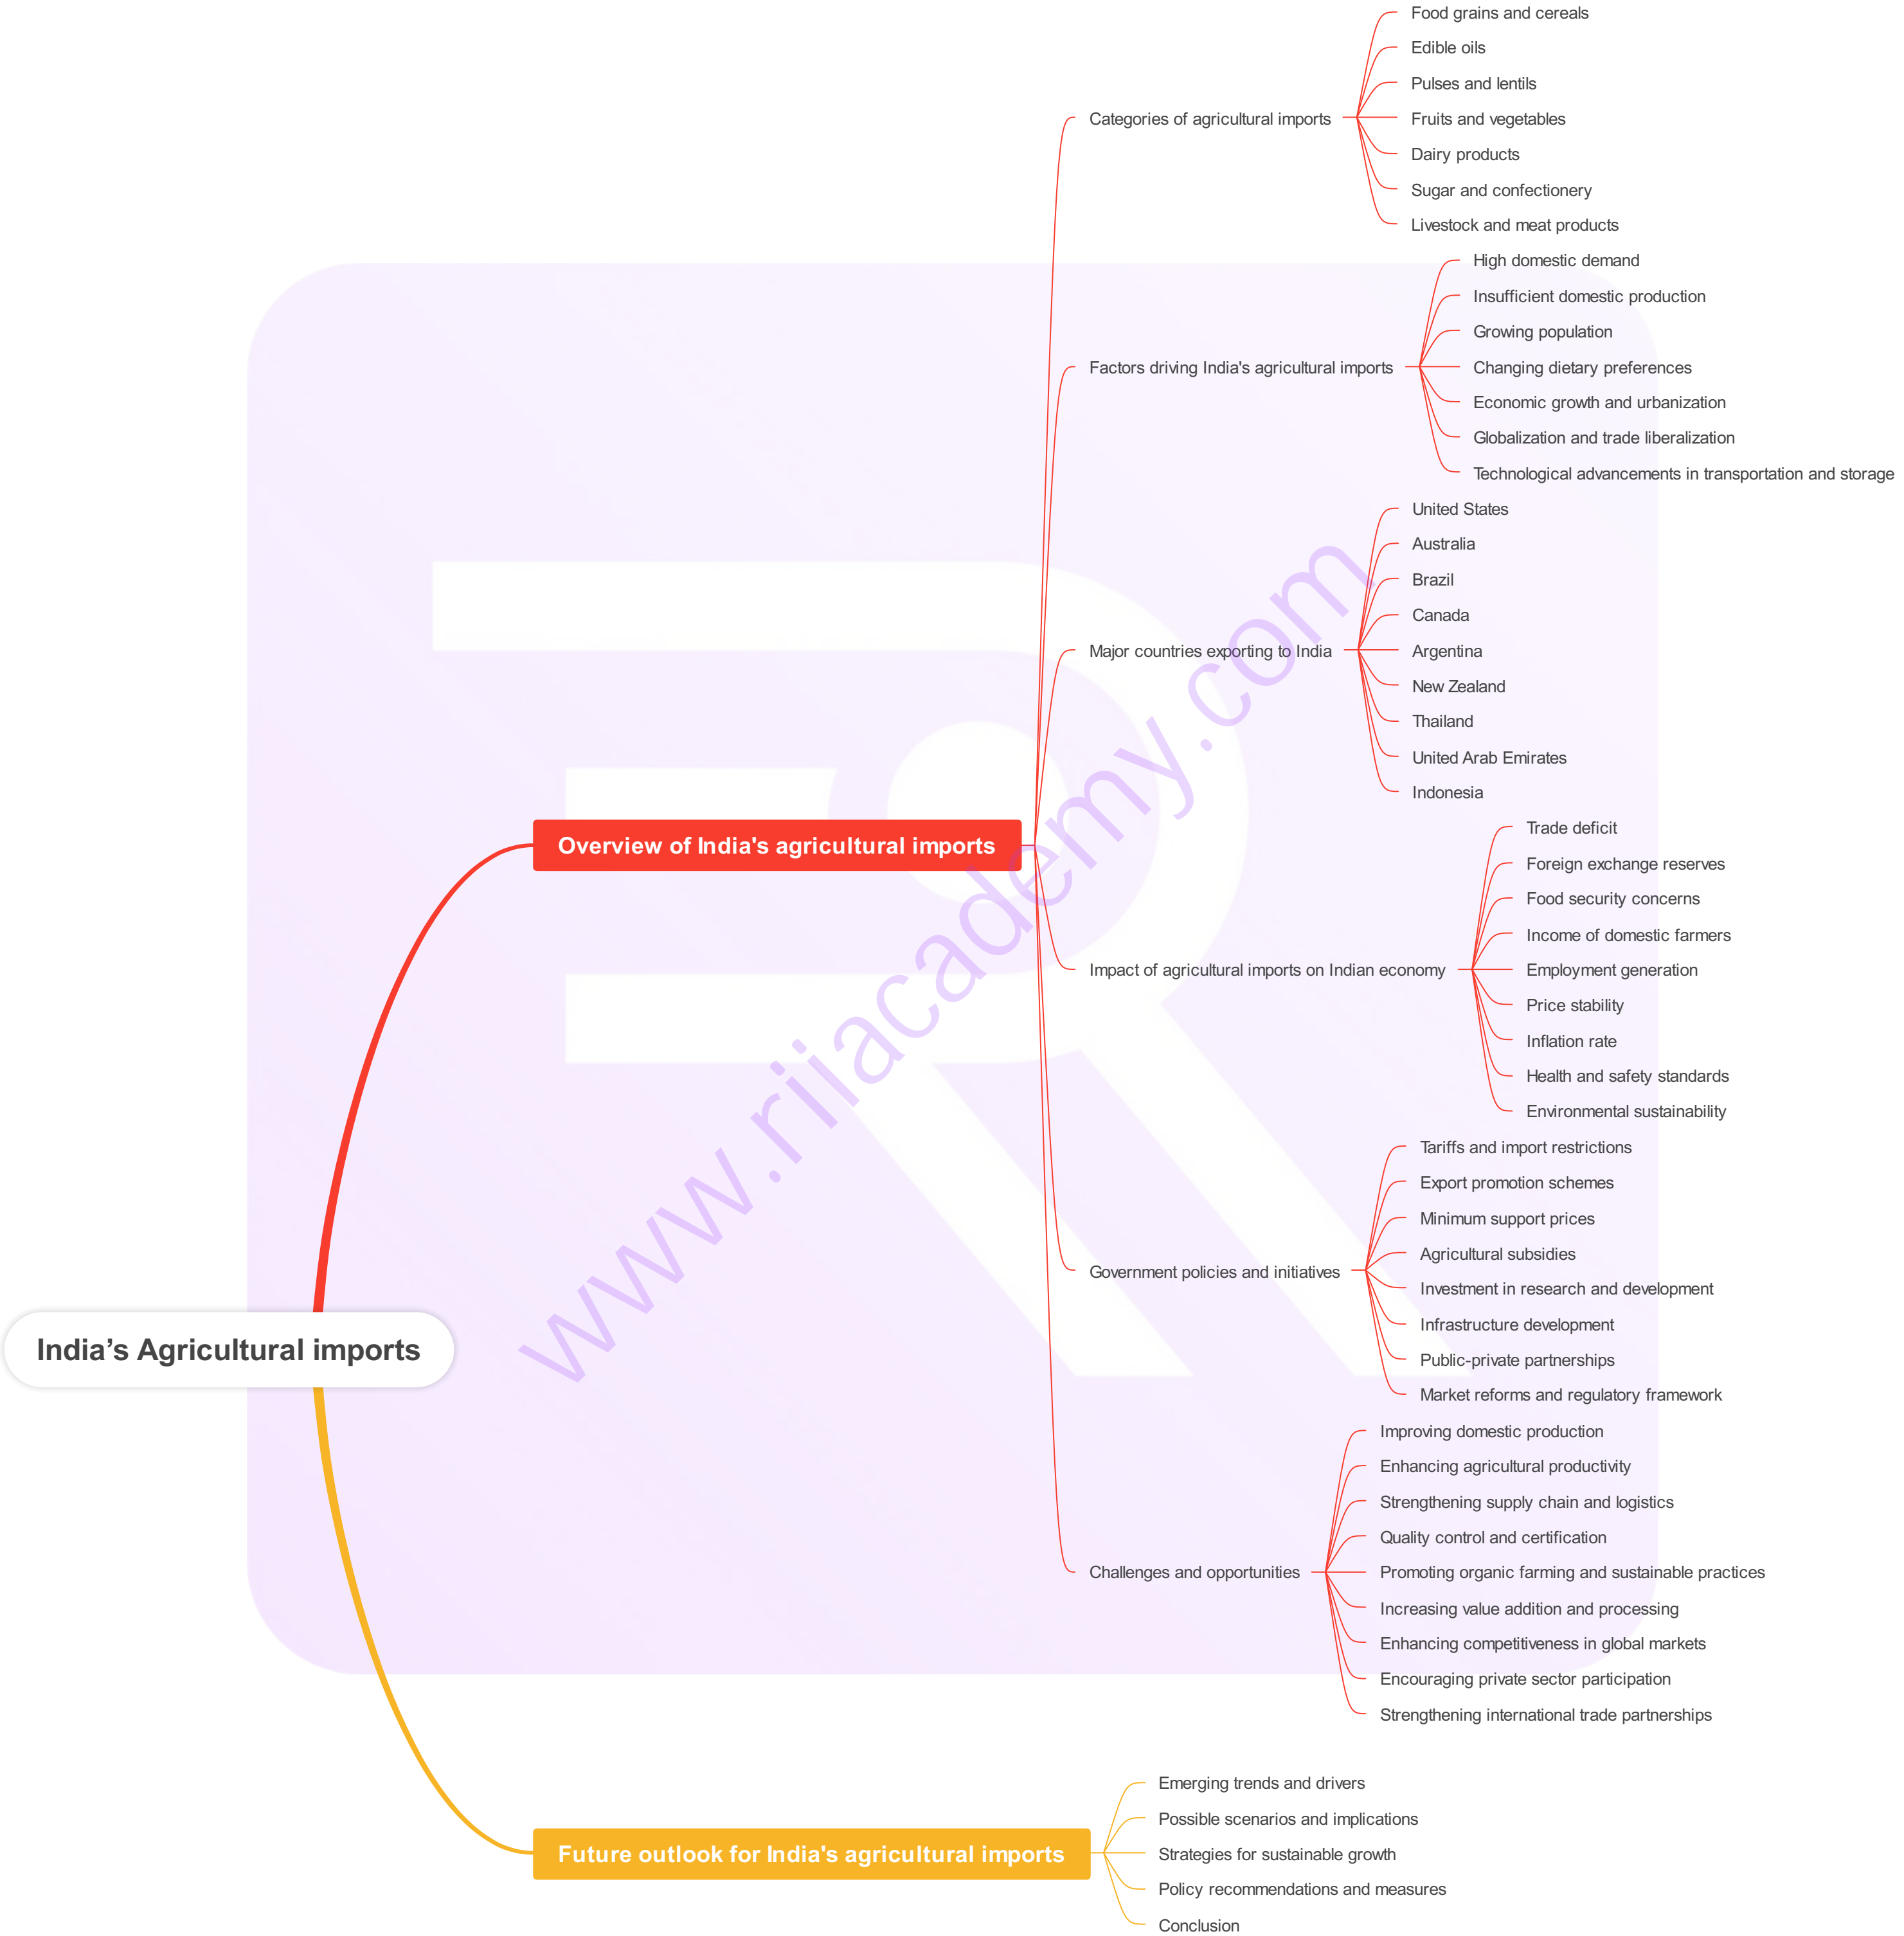 India’s Agricultural imports
Overview of India's agricultural imports
Categories of agricultural imports
Food grains and cereals
Edible oils
Pulses and lentils
Fruits and vegetables
Dairy products
Sugar and confectionery
Livestock and meat products
Factors driving India's agricultural imports
High domestic demand
Insufficient domestic production
Growing population
Changing dietary preferences
Economic growth and urbanization
Globalization and trade liberalization
Technological advancements in transportation and storage
Major countries exporting to India
United States
Australia
Brazil
Canada
Argentina
New Zealand
Thailand
United Arab Emirates
Indonesia
Impact of agricultural imports on Indian economy
Trade deficit
Foreign exchange reserves
Food security concerns
Income of domestic farmers
Employment generation
Price stability
Inflation rate
Health and safety standards
Environmental sustainability
Government policies and initiatives
Tariffs and import restrictions
Export promotion schemes
Minimum support prices
Agricultural subsidies
Investment in research and development
Infrastructure development
Public-private partnerships
Market reforms and regulatory framework
Challenges and opportunities
Improving domestic production
Enhancing agricultural productivity
Strengthening supply chain and logistics
Quality control and certification
Promoting organic farming and sustainable practices
Increasing value addition and processing
Enhancing competitiveness in global markets
Encouraging private sector participation
Strengthening international trade partnerships
Future outlook for India's agricultural imports
Emerging trends and drivers
Possible scenarios and implications
Strategies for sustainable growth
Policy recommendations and measures
Conclusion
www.rijiacademy.com